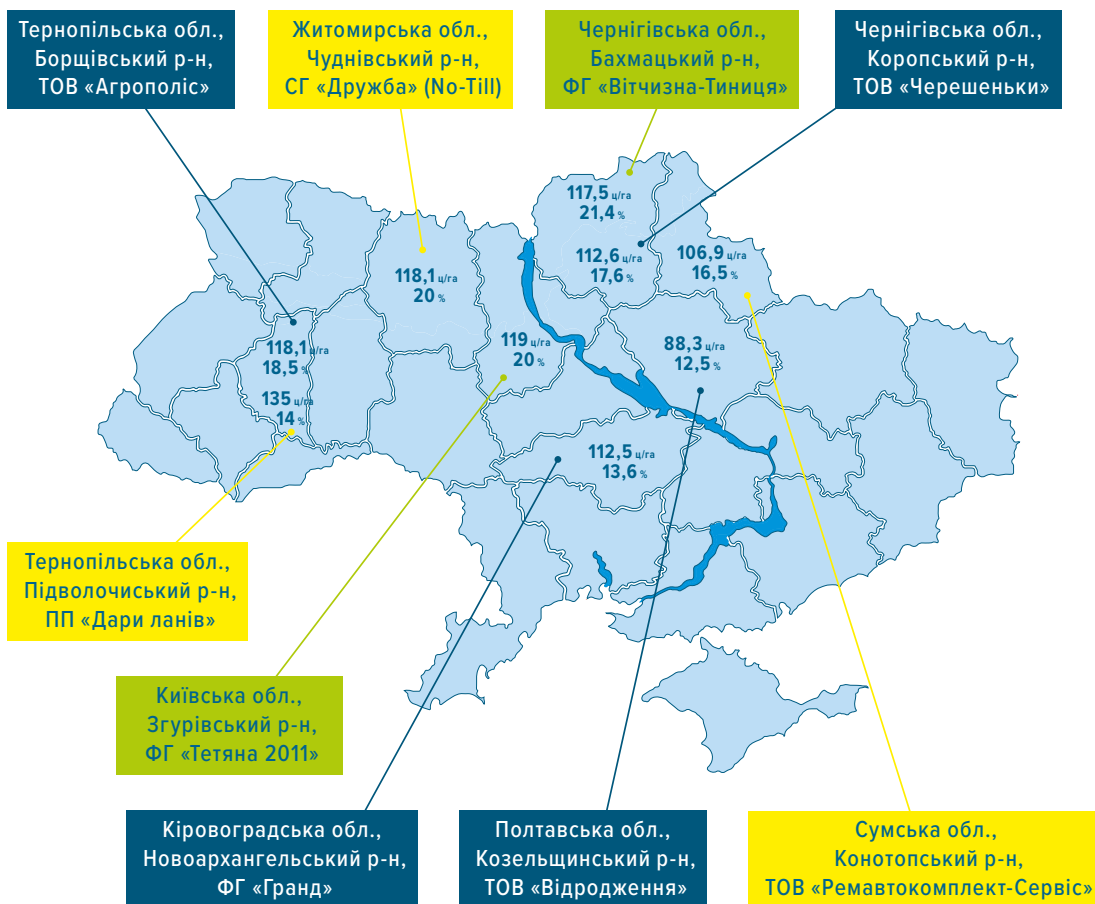 Тернопільська обл.,
Борщівський р-н,
ТОВ «Агрополіс»
Житомирська обл.,
Чуднівський р-н,
СГ «Дружба» (No-Till)
Чернігівська обл.,
Бахмацький р-н,
ФГ «Вітчизна-Тиниця»
Чернігівська обл.,
Коропський р-н,
ТОВ «Черешеньки»
117,5 ц/га
21,4 %
112,6 ц/га
17,6 %
106,9 ц/га
16,5 %
118,1 ц/га
20 %
118,1 ц/га
18,5 %
119 ц/га
20 %
88,3 ц/га
12,5 %
135 ц/га
14 %
112,5 ц/га
13,6 %
Тернопільська обл.,
Підволочиський р-н,
ПП «Дари ланів»
Київська обл.,
Згурівський р-н,
ФГ «Тетяна 2011»
Кіровоградська обл.,
Новоархангельський р-н,
ФГ «Гранд»
Полтавська обл.,
Козельщинський р-н,
ТОВ «Відродження»
Сумська обл.,
Конотопський р-н,
ТОВ «Ремавтокомплект-Сервіс»